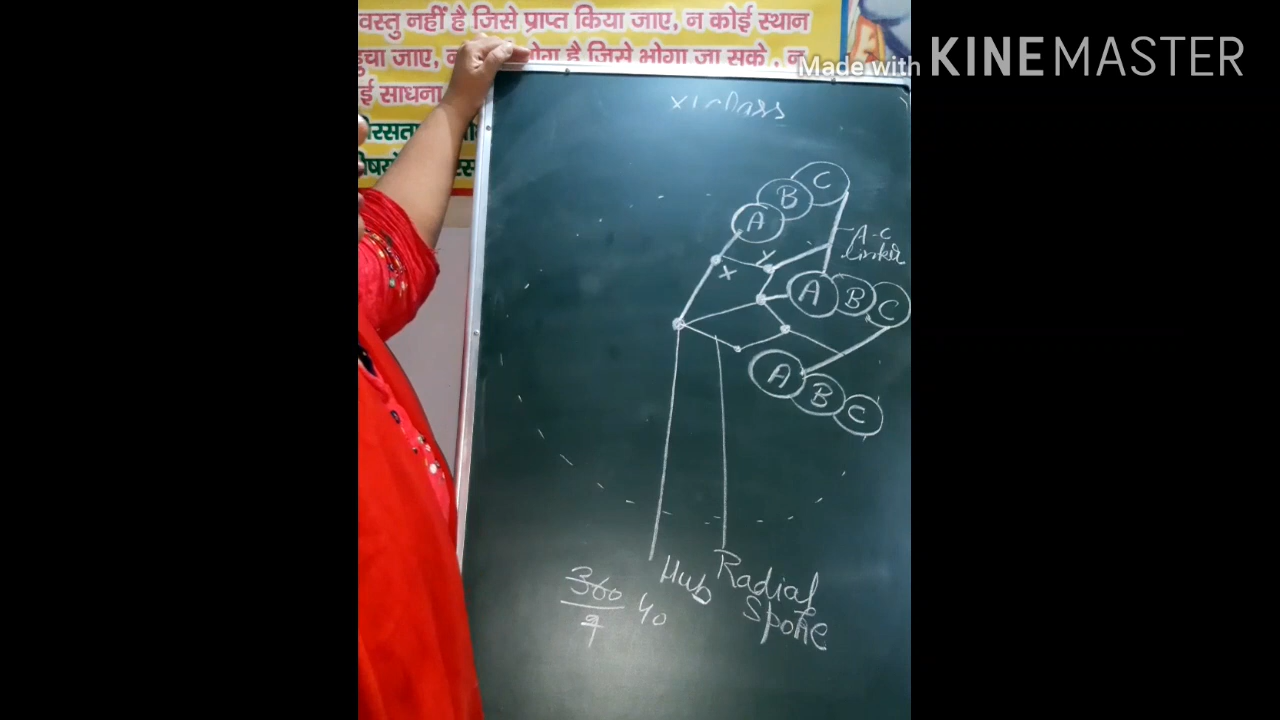 वस्तु नहीं है जिसे प्राप्त किया जाए, न कोई स्थान
चा जाए, भोग है जिसे भोगा जा सके , न
ई साधना
Made with KINEMASTER
XI class
C
B
A
A-C
linker
X
Y
A B C
A
B
C
Hub
Radial
Spoke
360
9
40